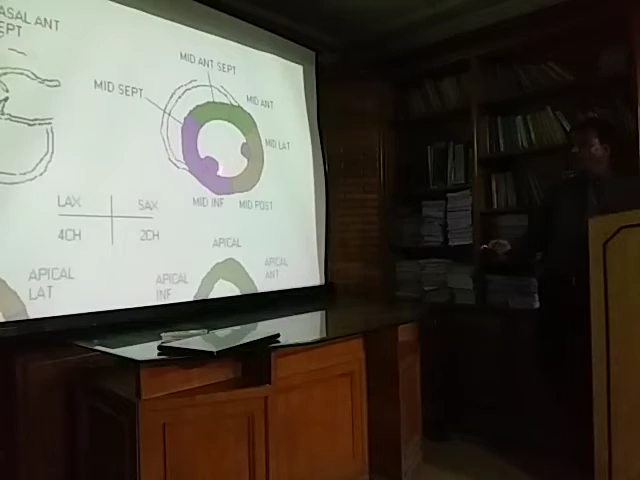 ASAL ANT
SEPT
MID ANT SEPT
MID SEPT
MID ANT
MID LAT
MID INF
MID POST
LAX
SAX
4CH
2CH
APICAL
APICAL
LAT
APICAL
INF
APICAL
ANT